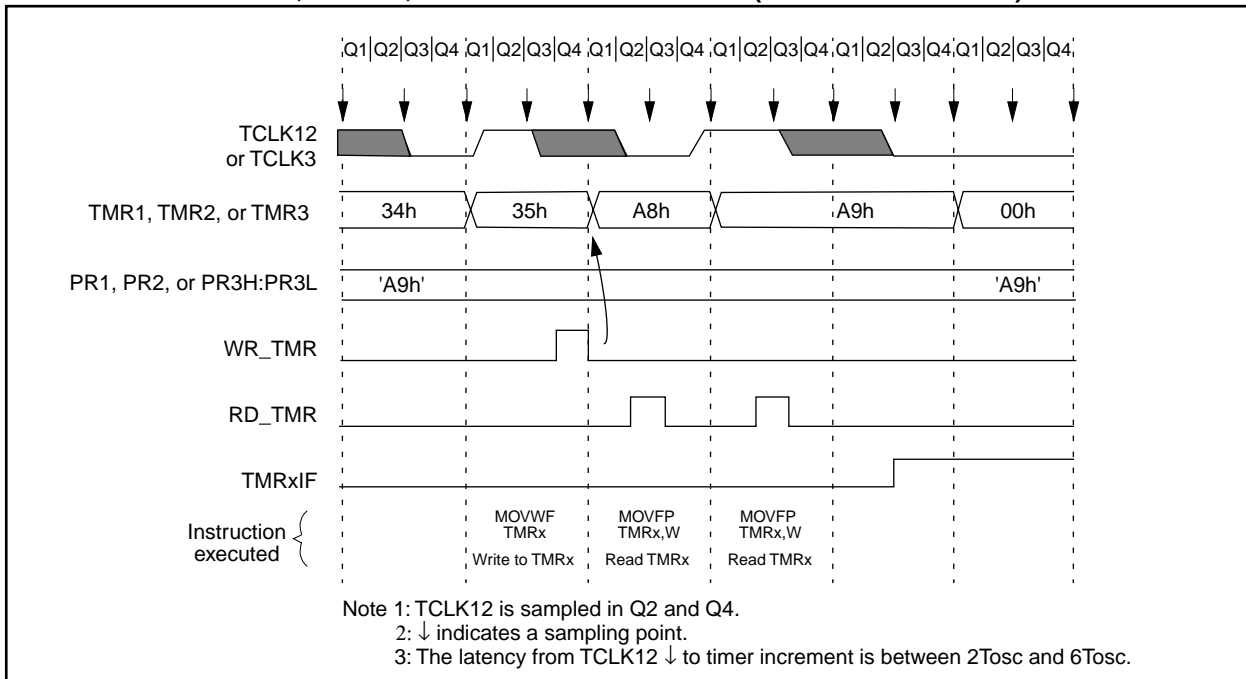 Q1|Q2|Q3|Q4 Q1|Q2|Q3|Q4 Q1|Q2|Q3|Q4 Q1|Q2|Q3|Q4 Q1|Q2|Q3|Q4 Q1|Q2|Q3|Q4
TCLK12
or TCLK3
TMR1, TMR2, or TMR3 34h 35h A8h A9h 00h
PR1, PR2, or PR3H:PR3L 'A9h' 'A9h'
WR_TMR
RD_TMR
TMRxIF
Instruction
executed
MOVWF
TMRx
Write to TMRx
MOVFP
TMRx,W
Read TMRx
MOVFP
TMRx,W
Read TMRx
Note 1: TCLK12 is sampled in Q2 and Q4.
2: ↓ indicates a sampling point.
3: The latency from TCLK12 ↓ to timer increment is between 2Tosc and 6Tosc.